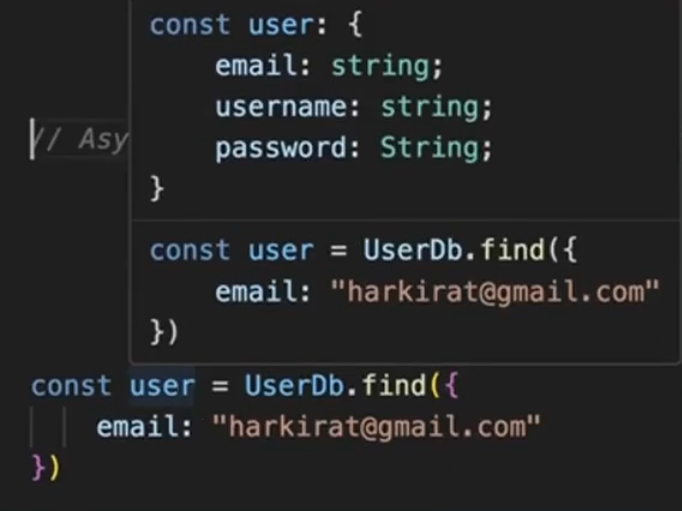 const user: {
email: string;
username: string;
password: String;
}
// Asy
const user = UserDb.find({
email: "harkirat@gmail.com"
})
const user = UserDb.find({
email: "harkirat@gmail.com"
})